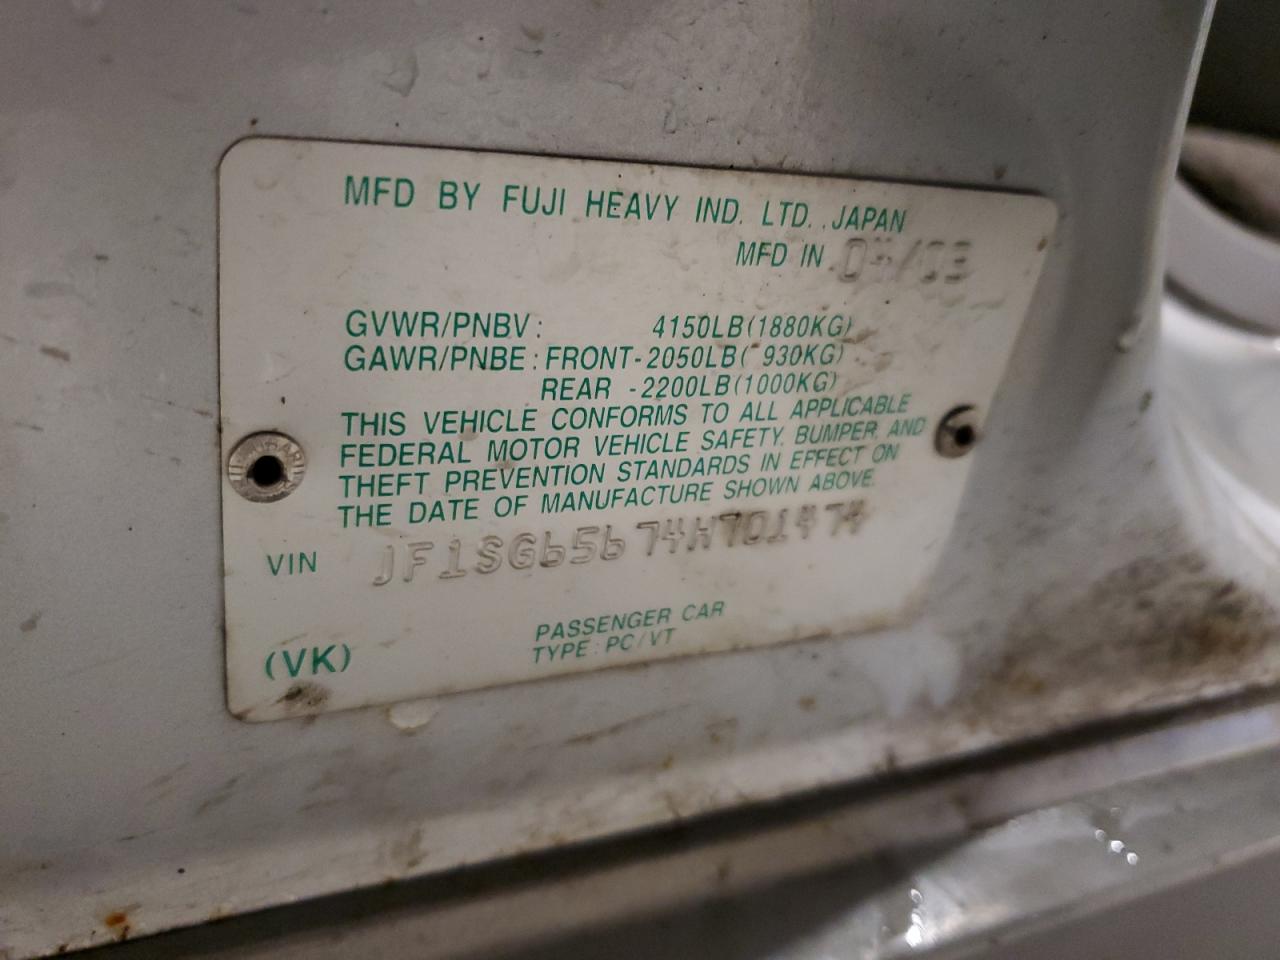 MFD BY FUJI HEAVY IND. LTD. JAPAN
MFD IN
GVWR/PNBV: 4150LB(1880KG)
GAWR/PNBE: FRONT-2050LB( 930KG)
REAR -2200LB(1000KG)
THIS VEHICLE CONFORMS TO ALL APPLICABLE
FEDERAL MOTOR VEHICLE SAFETY, BUMPER, AND
THEFT PREVENTION STANDARDS IN EFFECT ON
THE DATE OF MANUFACTURE SHOWN ABOVE.
VIN JF1SG65674H701474
PASSENGER CAR
(VK) TYPE: PC/VT